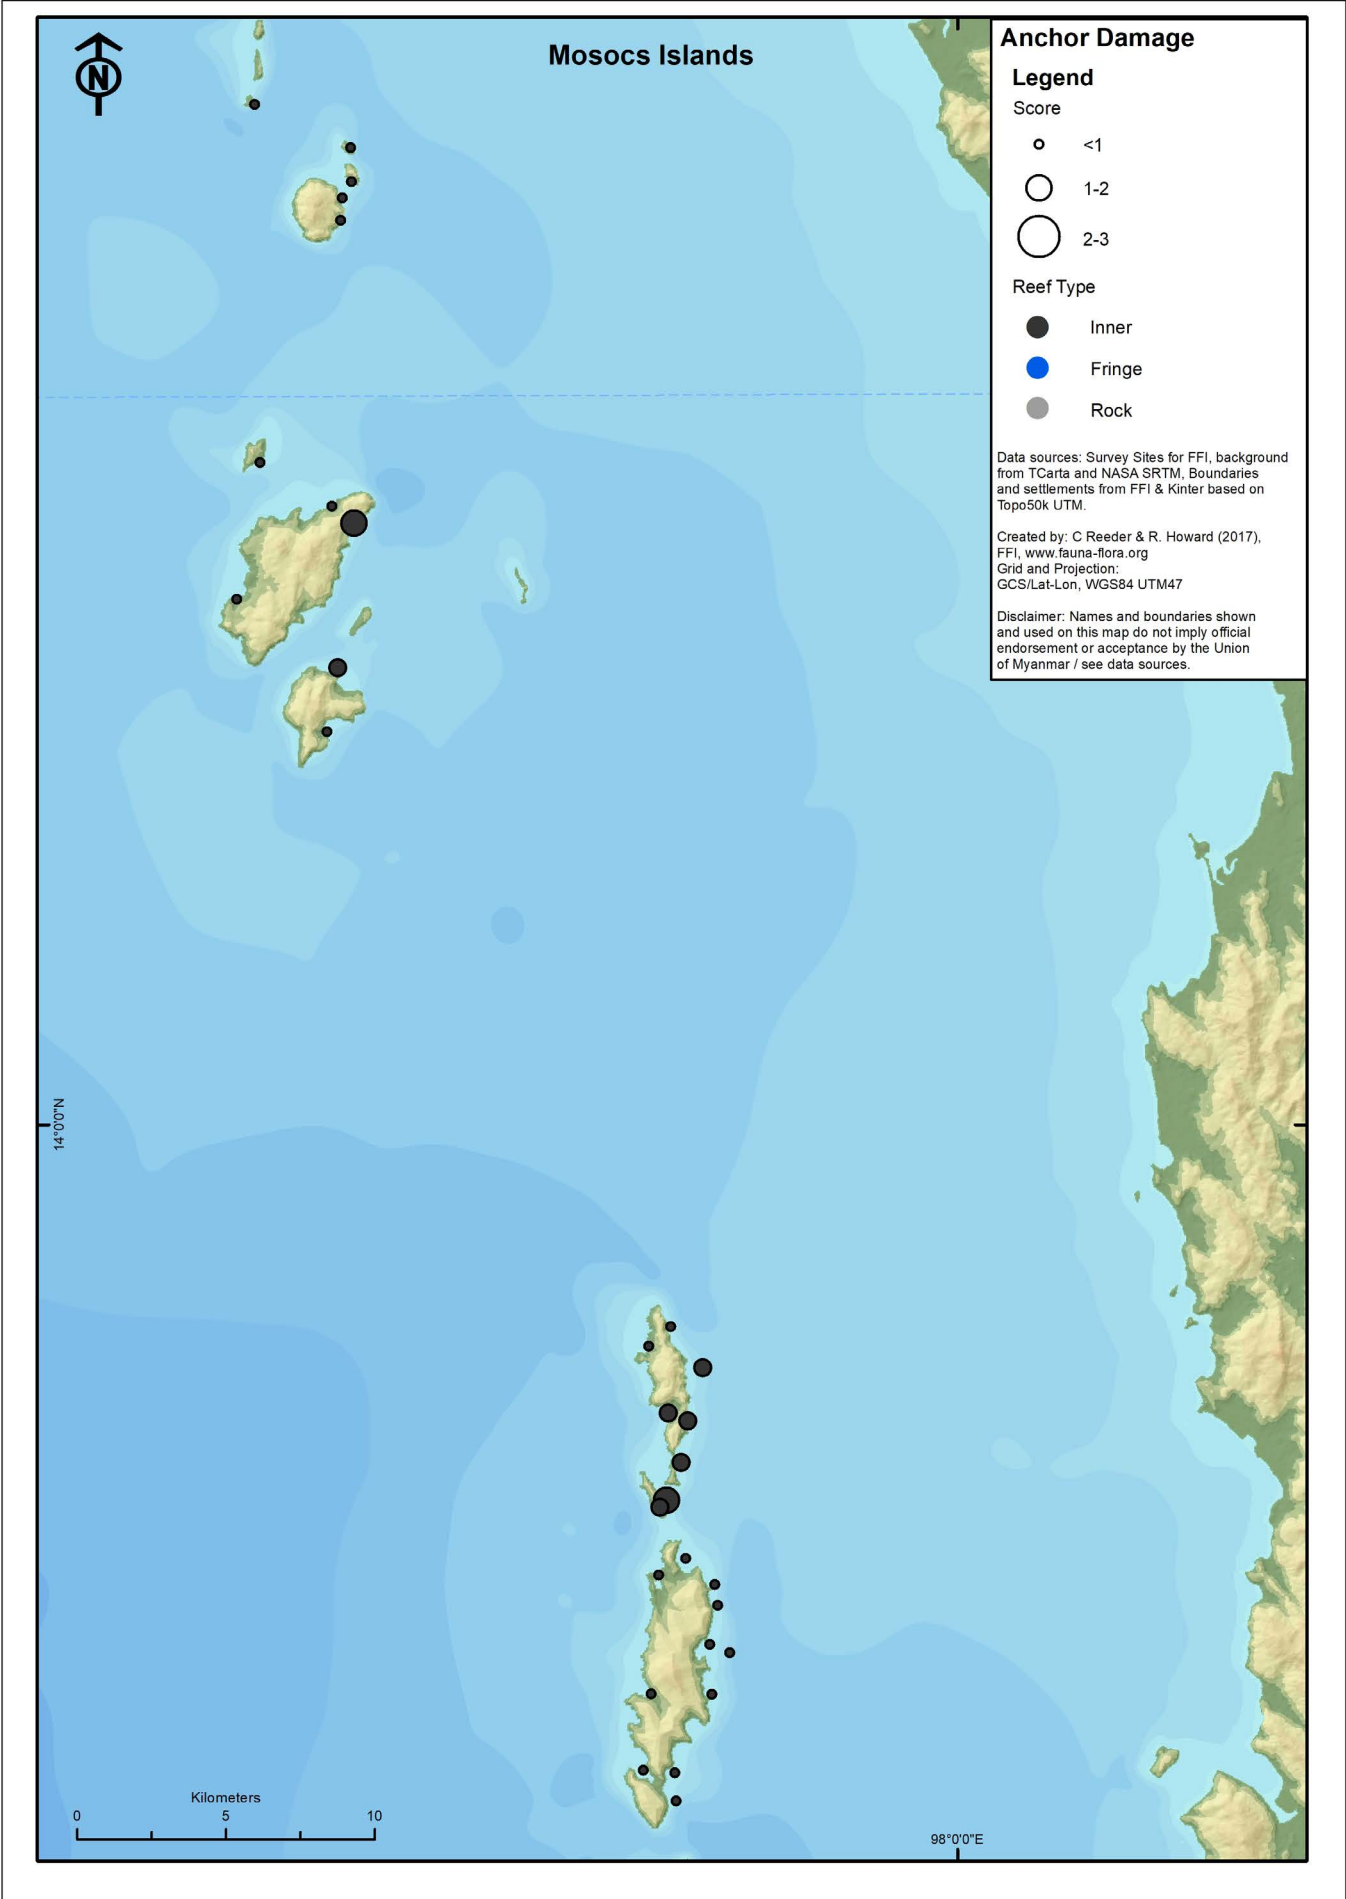 N
Mosocs Islands
Anchor Damage
Legend
Score
<1
1-2
2-3
Reef Type
Inner
Fringe
Rock
Data sources: Survey Sites for FFI, background
from TCarta and NASA SRTM, Boundaries
and settlements from FFI & Kinter based on
Topo50k UTM.
Created by: C Reeder & R. Howard (2017),
FFI, www.fauna-flora.org
Grid and Projection:
GCS/Lat-Lon, WGS84 UTM47
Disclaimer: Names and boundaries shown
and used on this map do not imply official
endorsement or acceptance by the Union
of Myanmar / see data sources.
14°0'0"N
Kilometers
0 5 10
98°0'0"E